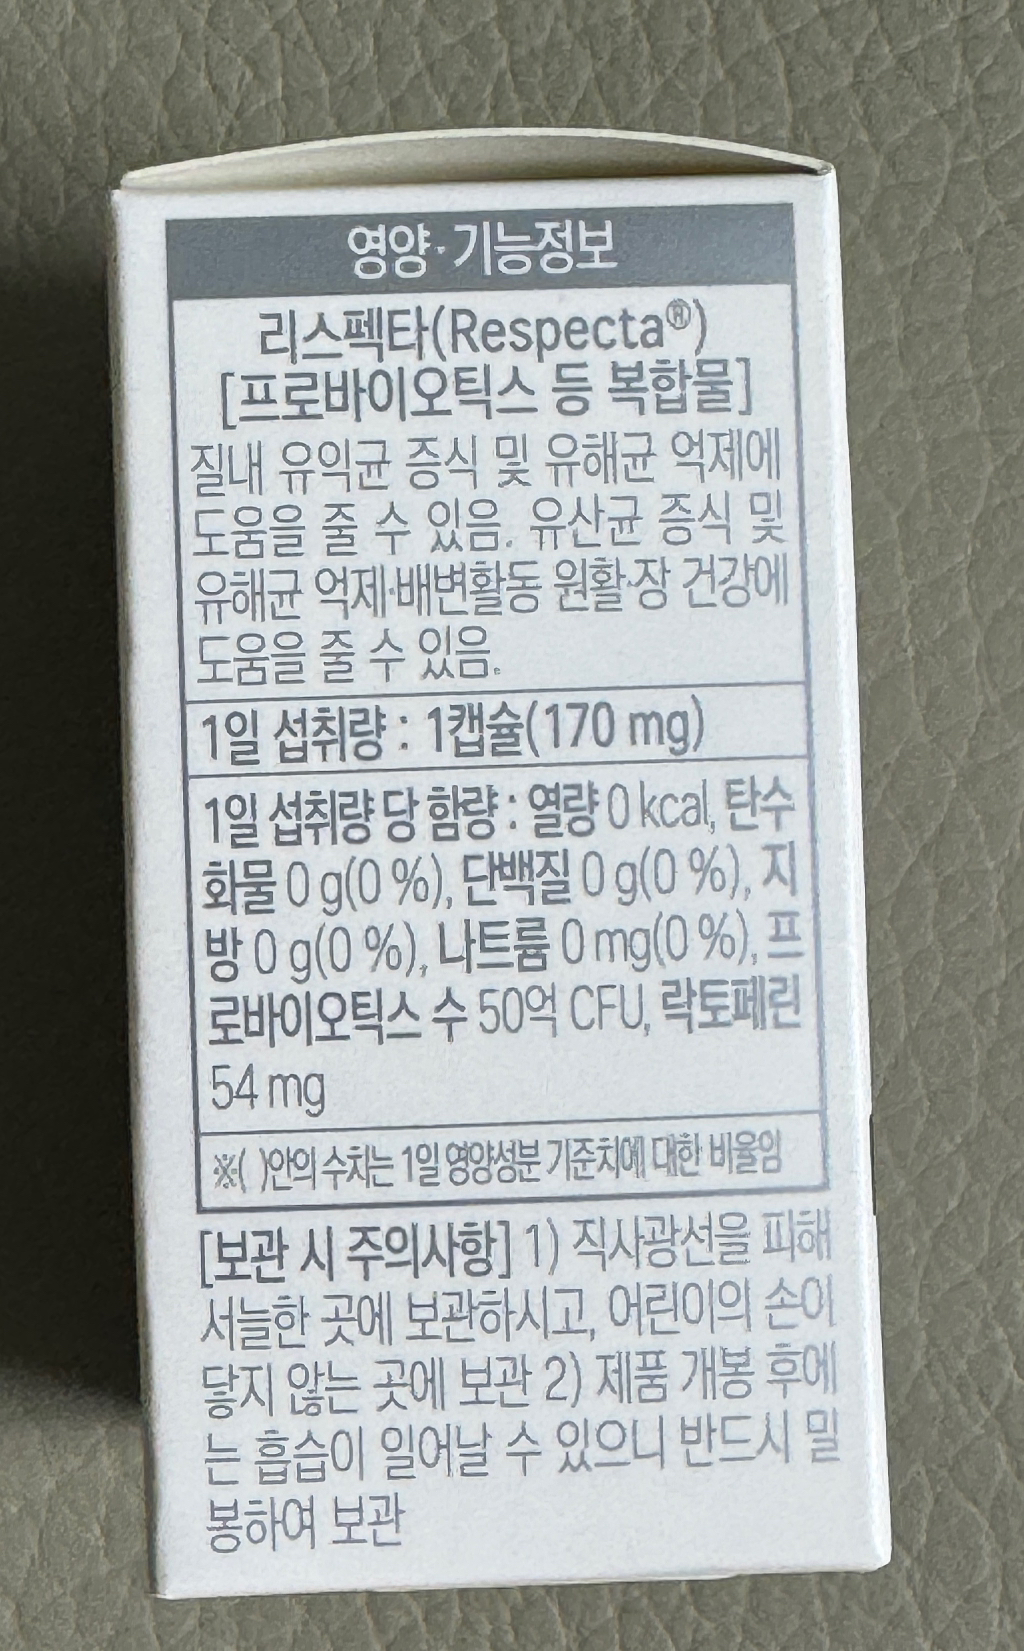 영양·기능정보
리스펙타(Respecta®)
[프로바이오틱스 등 복합물]
질내 유익균 증식 및 유해균 억제에
도움을 줄 수 있음. 유산균 증식 및
유해균 억제·배변활동 원활·장 건강에
도움을 줄 수 있음.
1일 섭취량 : 1캡슐(170 mg)
1일 섭취량 당 함량 : 열량 0 kcal, 탄수
화물 0 g(0 %), 단백질 0 g(0 %), 지
방 0 g(0 %), 나트륨 0 mg(0 %), 프
로바이오틱스 수 50억 CFU, 락토페린
54 mg
※( )안의 수치는 1일 영양성분 기준치에 대한 비율임
[보관 시 주의사항] 1) 직사광선을 피해
서늘한 곳에 보관하시고, 어린이의 손이
닿지 않는 곳에 보관 2) 제품 개봉 후에
는 흡습이 일어날 수 있으니 반드시 밀
봉하여 보관